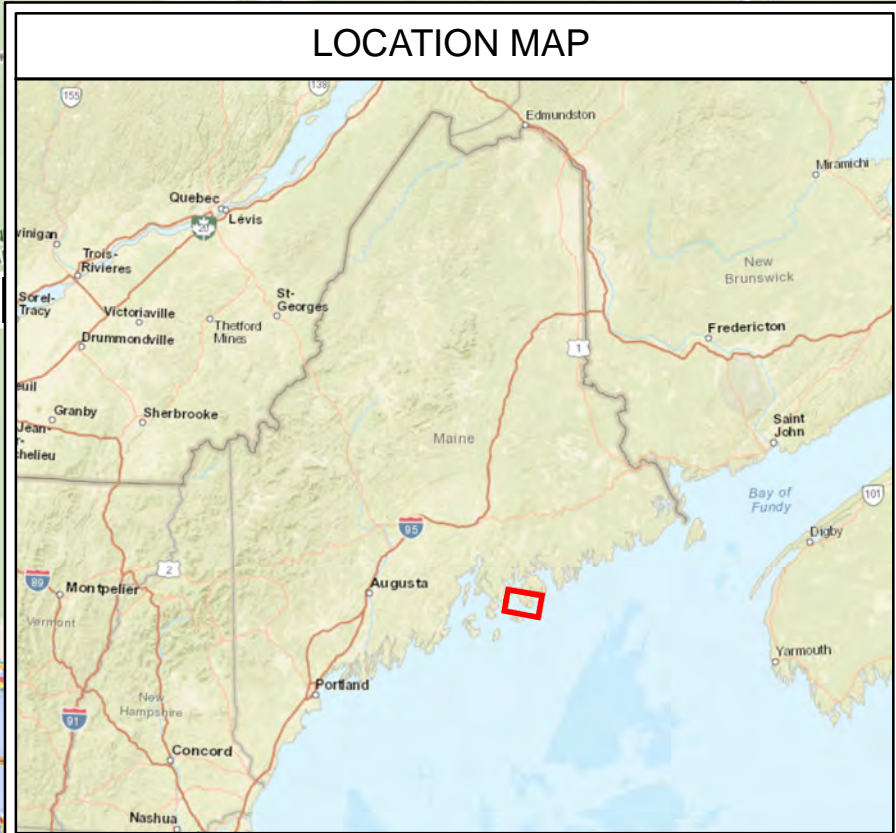 LOCATION MAP
155
138
Edmundston
Miramichi
Quebec
Lévis
20
vinigan
Trois-
Rivieres
New
Brunswick
Sorel-
Tracy
Victoriaville
St-
Georges
Thetford
Mines
Fredericton
Drummondville
1
euil
Granby
Sherbrooke
Saint
John
Jean-
r-
chelieu
Maine
Bay of
Fundy
101
95
Digby
2
89
Montpelier
Augusta
Vermont
Yarmouth
Portland
New
Hampshire
91
Concord
Nashua